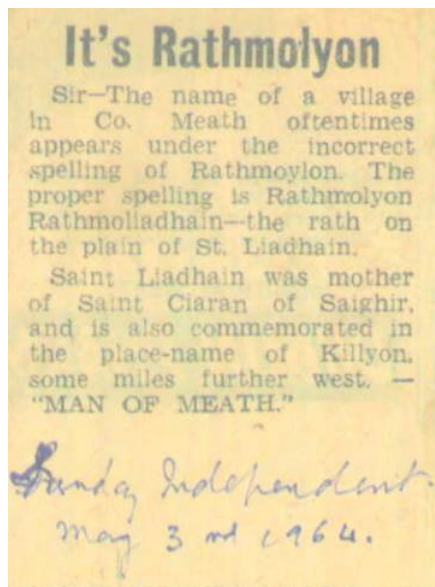 It's Rathmolyon
Sir—The name of a village
in Co. Meath oftentimes
appears under the incorrect
spelling of Rathmoylon. The
proper spelling is Rathmolyon
Rathmoliadhain—the rath on
the plain of St. Liadhain.
Saint Liadhain was mother
of Saint Ciaran of Saighir,
and is also commemorated in
the place-name of Killyon,
some miles further west. —
"MAN OF MEATH."
Sunday Independent.
May 3rd 1964.